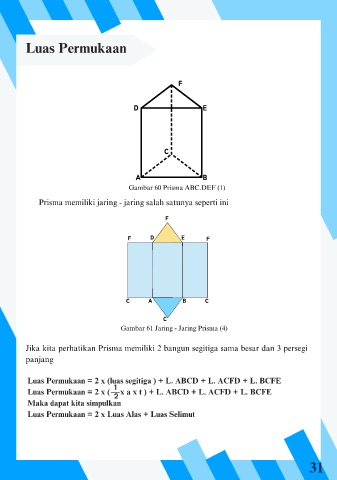 Luas Permukaan
F
D E
C
A B
Gambar 60 Prisma ABC.DEF (1)
Prisma memiliki jaring - jaring salah satunya seperti ini
F
F D E F
C A B C
C
Gambar 61 Jaring - Jaring Prisma (4)
Jika kita perhatikan Prisma memiliki 2 bangun segitiga sama besar dan 3 persegi
panjang
Luas Permukaan = 2 x (luas segitiga ) + L. ABCD + L. ACFD + L. BCFE
Luas Permukaan = 2 x ( 1/2 x a x t ) + L. ABCD + L. ACFD + L. BCFE
Maka dapat kita simpulkan
Luas Permukaan = 2 x Luas Alas + Luas Selimut
31